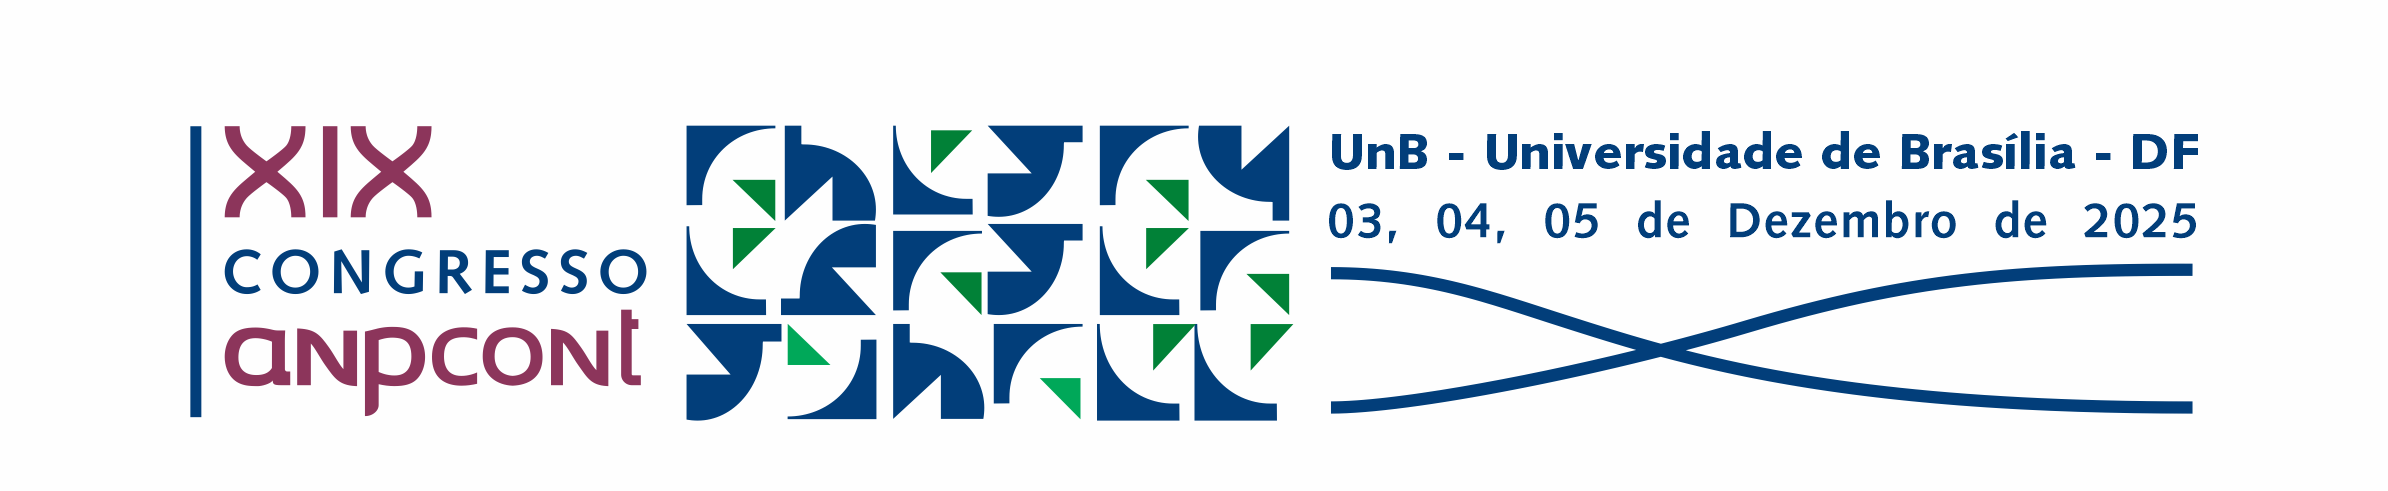 XIX
CONGRESSO
anpcont
UnB - Universidade de Brasília - DF
03, 04, 05 de Dezembro de 2025